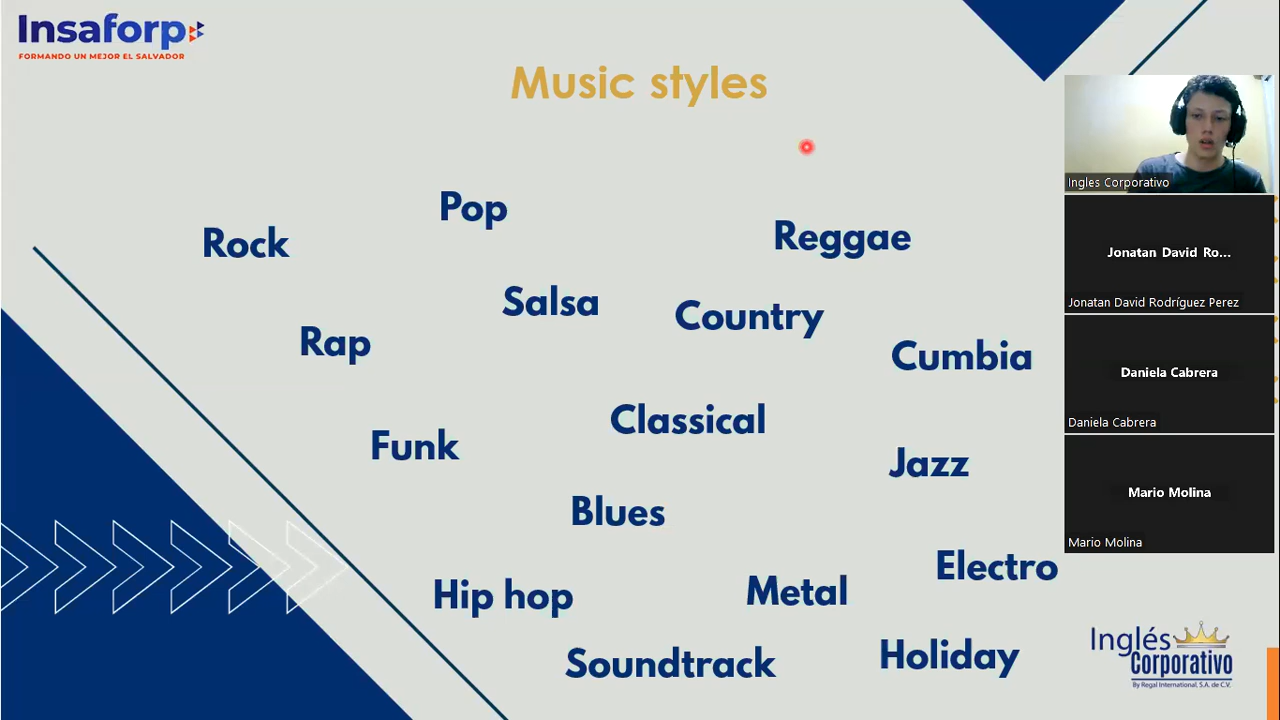 Insaforp
FORMANDO UN MEJOR EL SALVADOR
Music styles
Pop
Rock
Reggae
Salsa
Country
Rap
Cumbia
Classical
Funk
Jazz
Blues
Electro
Hip hop
Metal
Soundtrack
Holiday
Ingles Corporativo
Jonatan David Ro...
Jonatan David Rodríguez Perez
Daniela Cabrera
Daniela Cabrera
Mario Molina
Mario Molina
Inglés
Corporativo
By Regal International, S.A. de C.V.